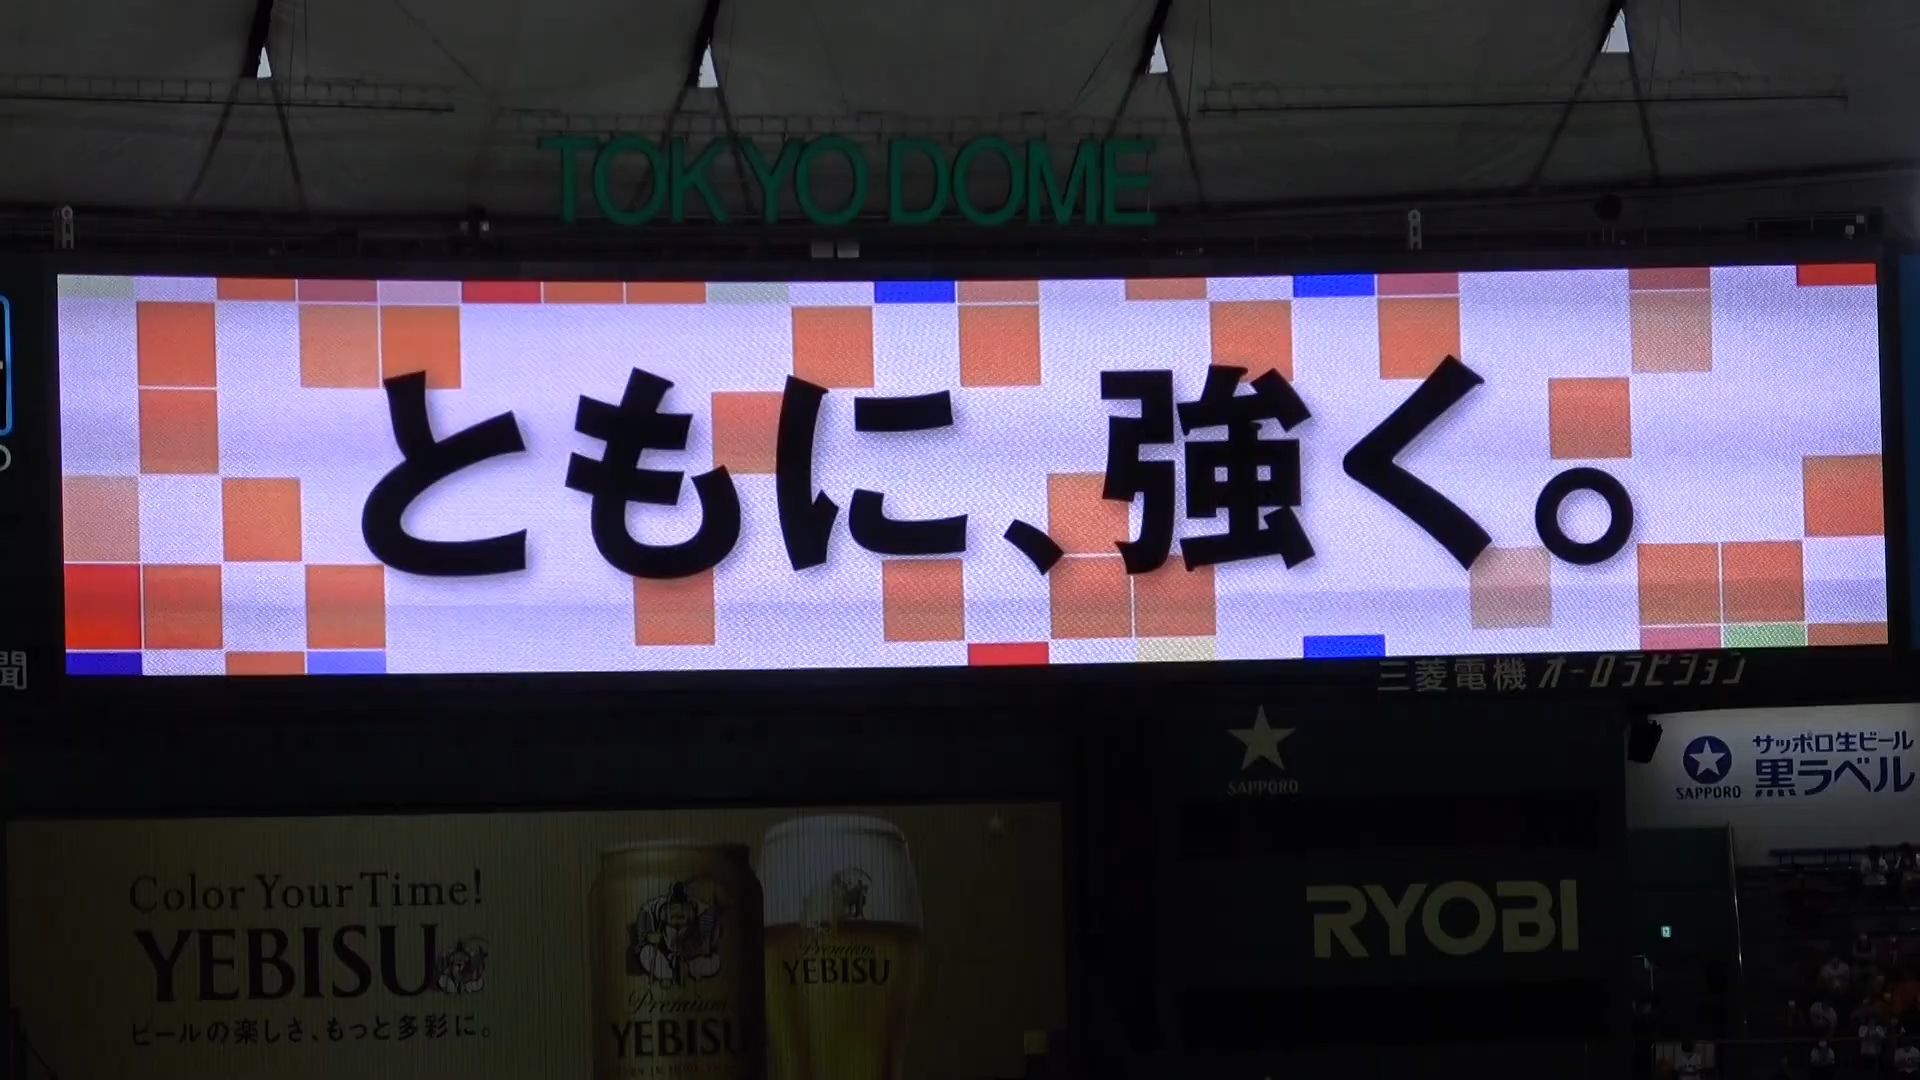 TOKYO DOME
ともに、強く。
聞
三菱電機 オーロラビジョン
SAPPORO
SAPPORO
サッポロ生ビール
黒ラベル
Color Your Time!
YEBISU
ビールの楽しさ、もっと多彩に。
Premium
YEBISU
Premium
YEBISU
RYOBI